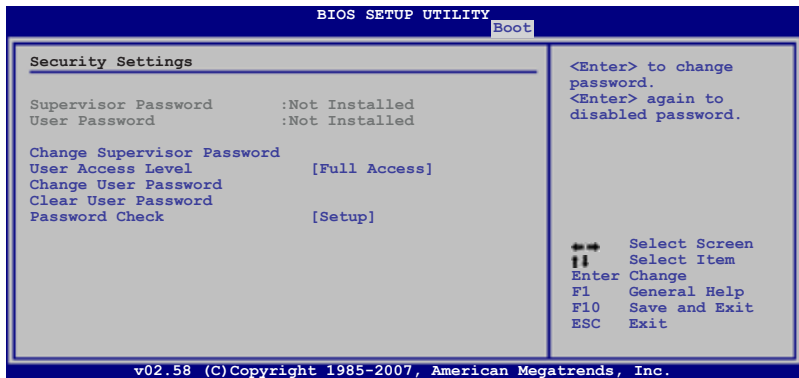 BIOS SETUP UTILITY
Boot
Security Settings
Supervisor Password :Not Installed
User Password :Not Installed
Change Supervisor Password
User Access Level [Full Access]
Change User Password
Clear User Password
Password Check [Setup]
<Enter> to change
password.
<Enter> again to
disabled password.
Select Screen
Select Item
Enter Change
F1 General Help
F10 Save and Exit
ESC Exit
v02.58 (C)Copyright 1985-2007, American Megatrends, Inc.